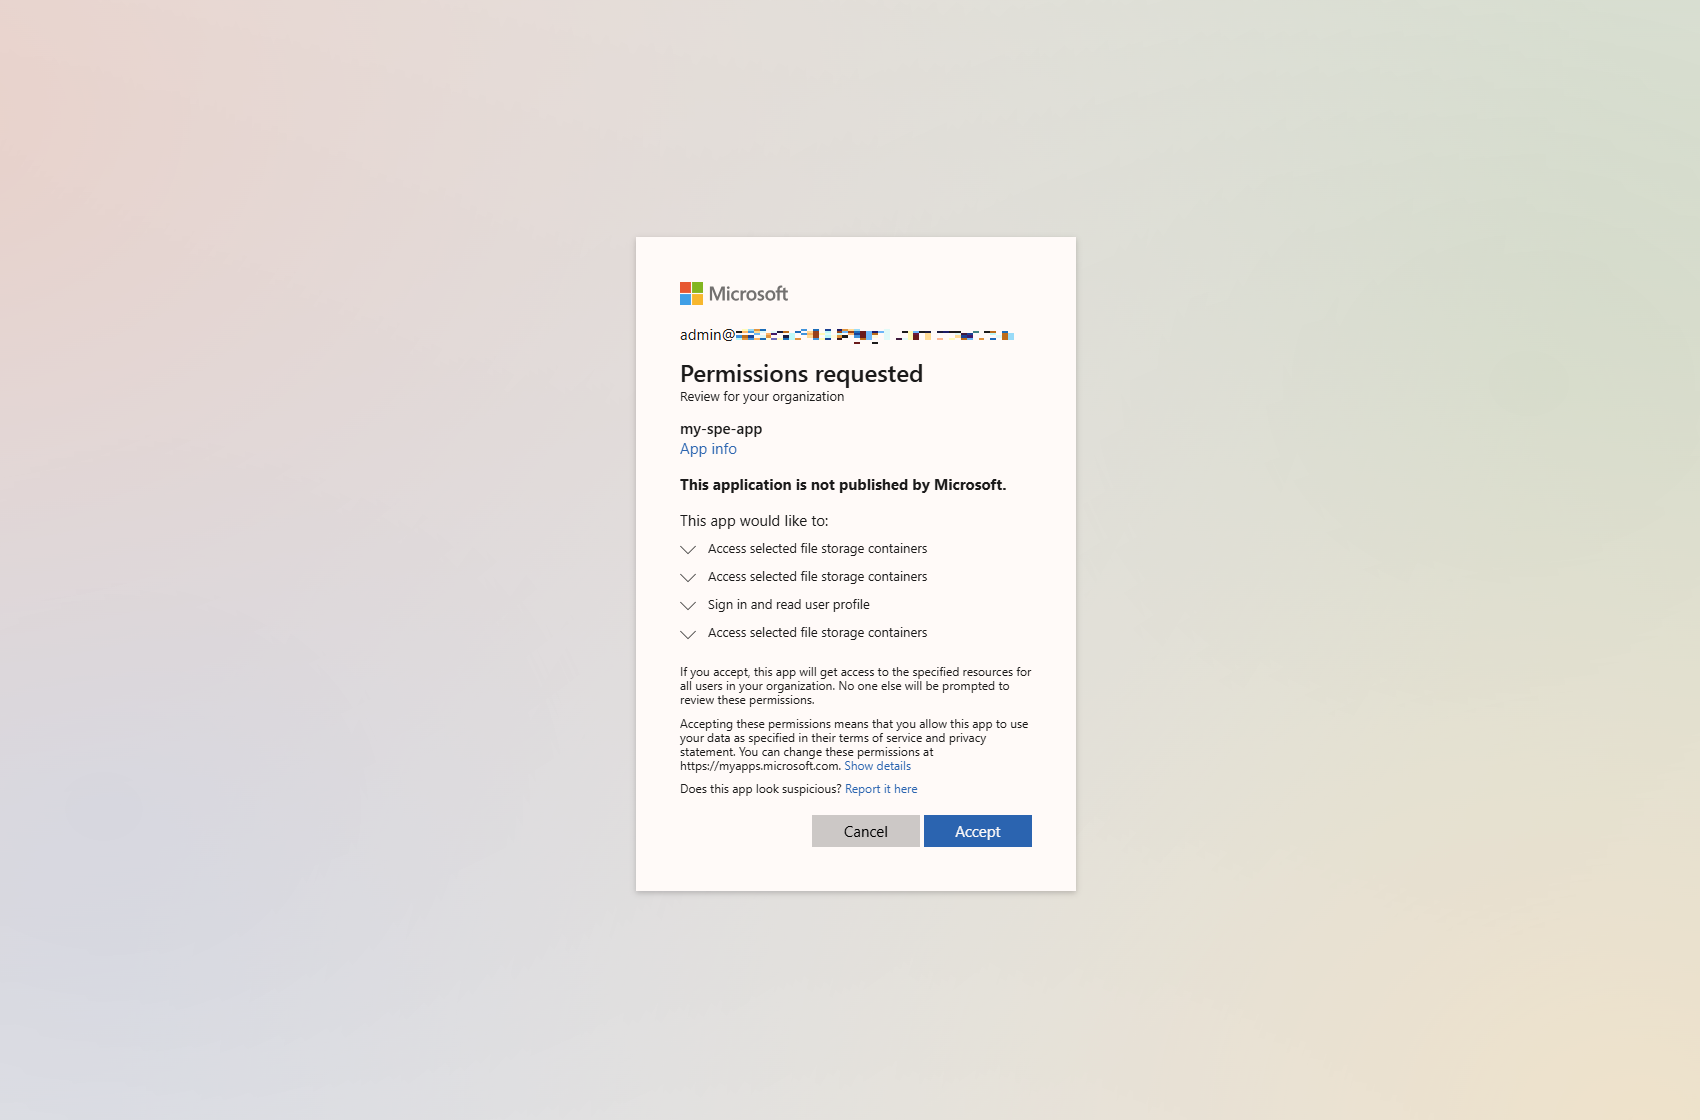 Microsoft
admin@
Permissions requested
Review for your organization
my-spe-app
App info
This application is not published by Microsoft.
This app would like to:
Access selected file storage containers
Access selected file storage containers
Sign in and read user profile
Access selected file storage containers
If you accept, this app will get access to the specified resources for
all users in your organization. No one else will be prompted to
review these permissions.
Accepting these permissions means that you allow this app to use
your data as specified in their terms of service and privacy
statement. You can change these permissions at
https://myapps.microsoft.com. Show details
Does this app look suspicious? Report it here
Cancel Accept